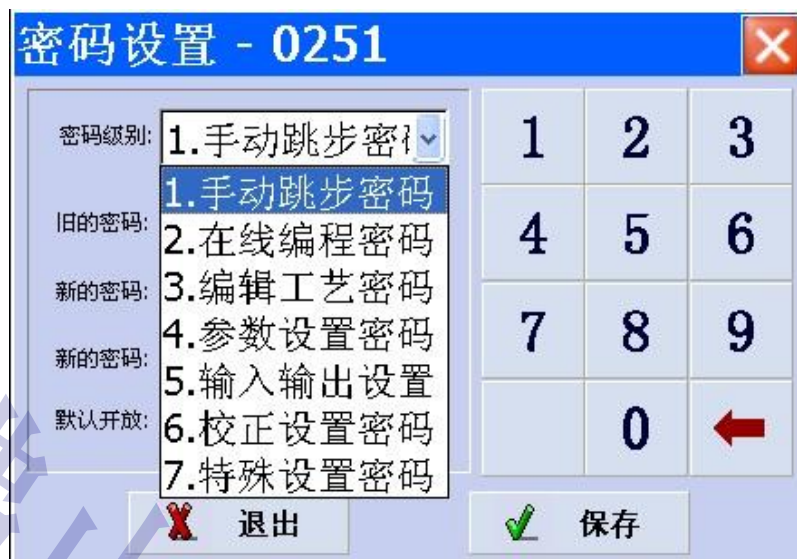 密码设置 - 0251
密码级别:
1.手动跳步密
1.手动跳步密码
2.在线编程密码
3.编辑工艺密码
4.参数设置密码
5.输入输出设置
6.校正设置密码
7.特殊设置密码
旧的密码:
新的密码:
新的密码:
默认开放:
1 2 3
4 5 6
7 8 9
0
退出
保存